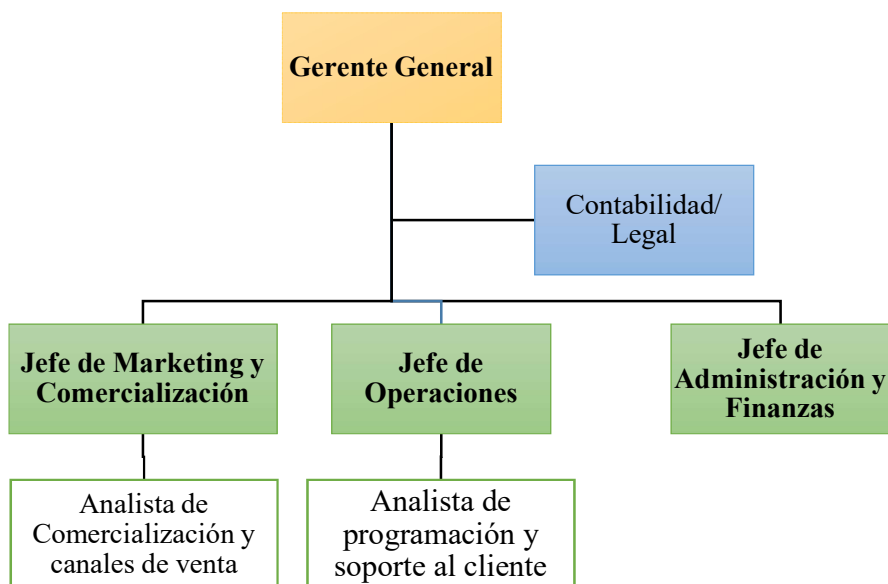 Gerente General
Contabilidad/
Legal
Jefe de Marketing y
Comercialización
Jefe de
Operaciones
Jefe de
Administración y
Finanzas
Analista de
Comercialización y
canales de venta
Analista de
programación y
soporte al cliente